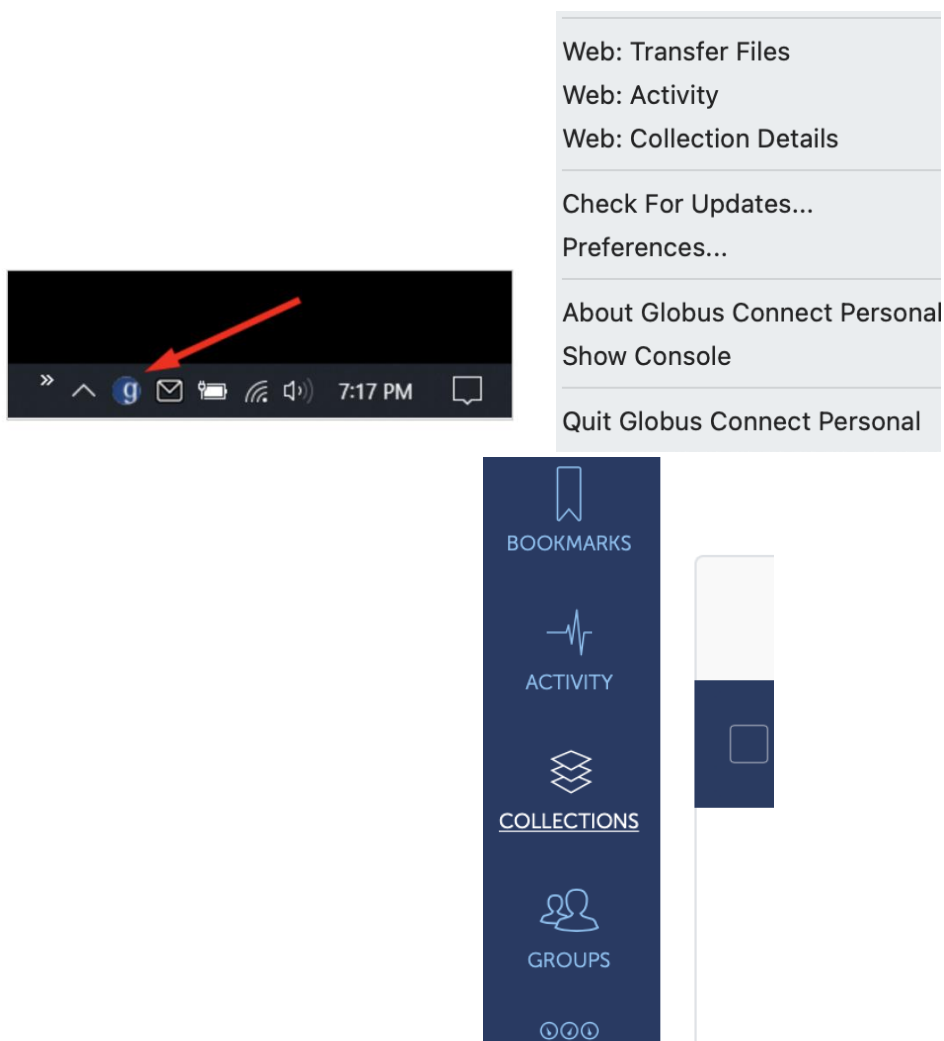 Web: Transfer Files
Web: Activity
Web: Collection Details
Check For Updates...
Preferences...
About Globus Connect Personal
Show Console
Quit Globus Connect Personal
» g 7:17 PM
BOOKMARKS
ACTIVITY
COLLECTIONS
GROUPS